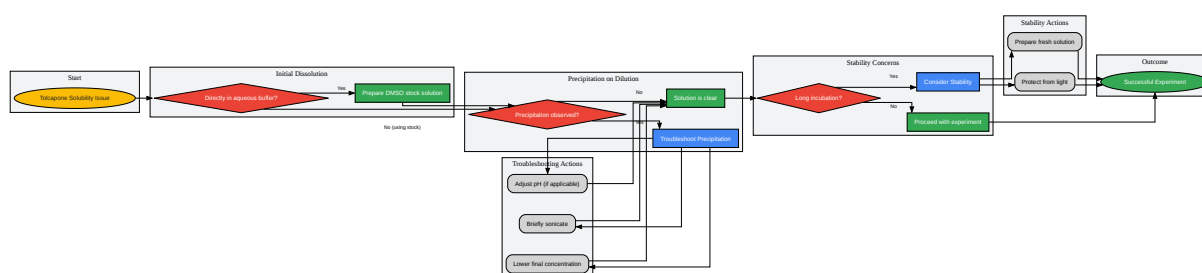 Start
Tolcapone Solubility Issue
Initial Dissolution
Directly in aqueous buffer?
Yes
Prepare DMSO stock solution
No (using stock)
Precipitation on Dilution
Precipitation observed?
No
Yes
Solution is clear
Troubleshoot Precipitation
Troubleshooting Actions
Adjust pH (if applicable)
Briefly sonicate
Lower final concentration
Stability Concerns
Long incubation?
Yes
No
Consider Stability
Proceed with experiment
Stability Actions
Prepare fresh solution
Protect from light
Outcome
Successful Experiment